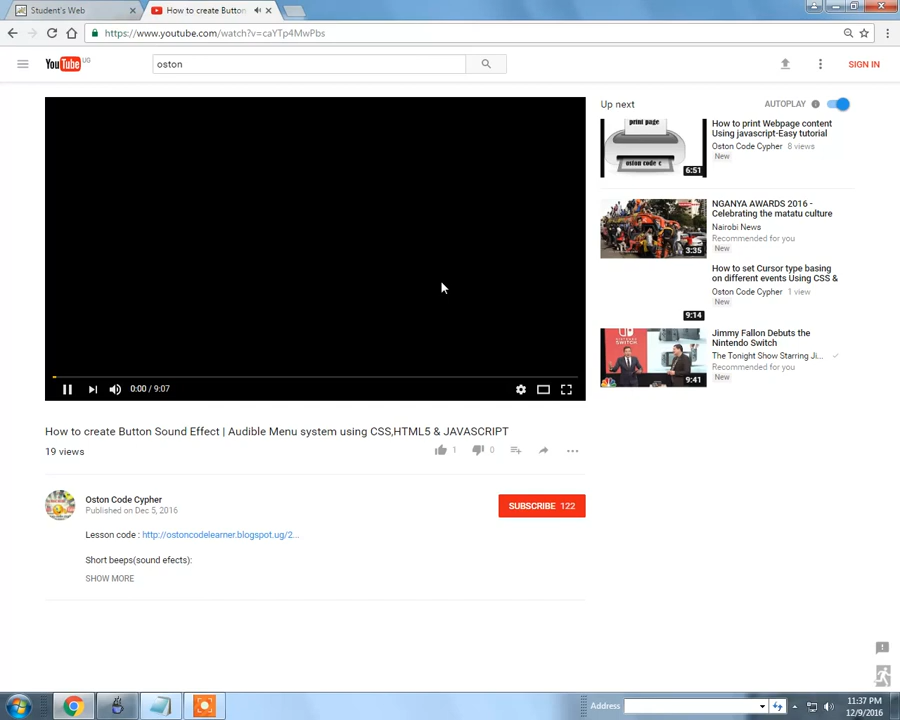 Student's Web
How to create Button
https://www.youtube.com/watch?v=caYTp4MwPbs
YouTube UG
oston
SIGN IN
Up next
AUTOPLAY
print page
oston code c
6:51
How to print Webpage content
Using javascript-Easy tutorial
Oston Code Cypher 8 views
New
3:35
NGANYA AWARDS 2016 -
Celebrating the matatu culture
Nairobi News
Recommended for you
New
9:14
How to set Cursor type basing
on different events Using CSS &
Oston Code Cypher 1 view
New
9:41
Jimmy Fallon Debuts the
Nintendo Switch
The Tonight Show Starring Ji...
Recommended for you
New
0:00 / 9:07
How to create Button Sound Effect | Audible Menu system using CSS,HTML5 & JAVASCRIPT
19 views
1
0
Oston Code Cypher
Published on Dec 5, 2016
SUBSCRIBE 122
Lesson code : http://ostoncodelearner.blogspot.ug/2...
Short beeps(sound efects):
SHOW MORE
Address
11:37 PM
12/9/2016